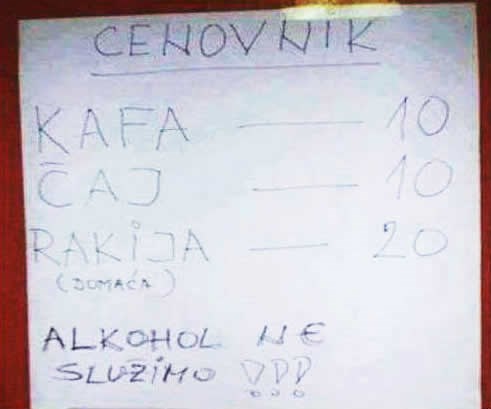 CENOVNIK
KAFA — 10
ČAJ — 10
RAKIJA — 20
(DOMAĆA)
ALKOHOL NE
SLUŽIMO !!!